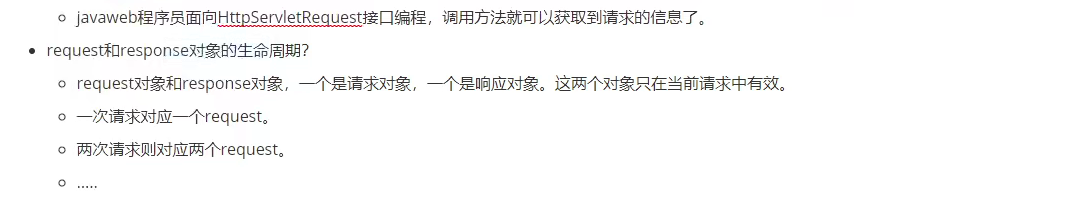 javaweb程序员面向HttpServletRequest接口编程，调用方法就可以获取到请求的信息了。
request和response对象的生命周期？
request对象和response对象，一个是请求对象，一个是响应对象。这两个对象只在当前请求中有效。
一次请求对应一个request。
两次请求则对应两个request。
.....